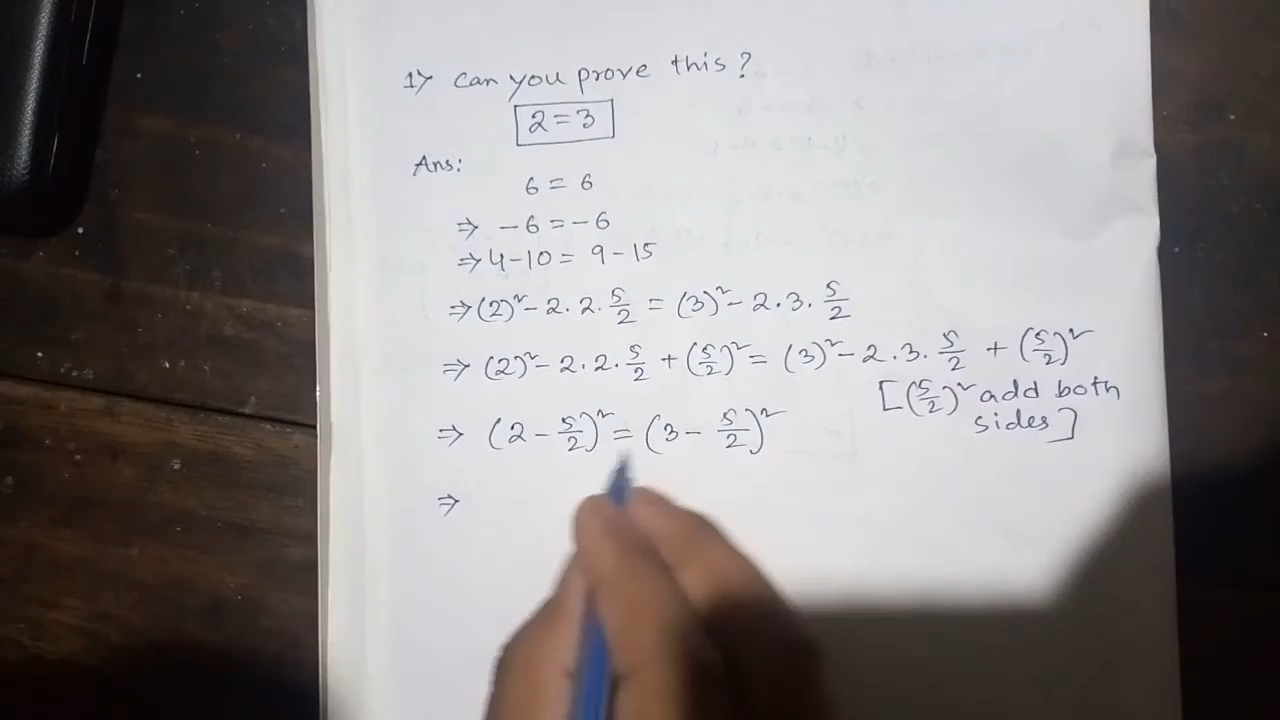 1) Can you prove this?
2 = 3
Ans:
6 = 6
⇒ -6 = -6
⇒ 4-10 = 9-15
⇒ (2)² - 2. 2. 5/2 = (3)² - 2. 3. 5/2
⇒ (2)² - 2. 2. 5/2 + (5/2)² = (3)² - 2. 3. 5/2 + (5/2)²
[(5/2)² add both
sides]
⇒ (2 - 5/2)² = (3 - 5/2)²
⇒